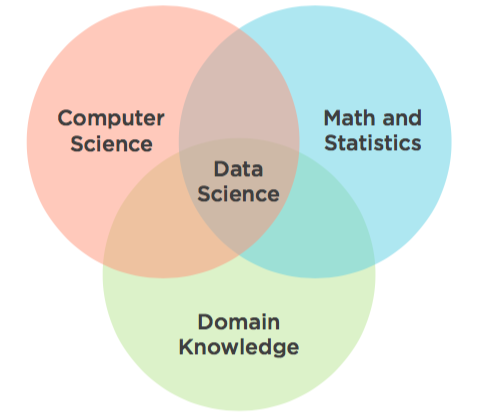 Computer
Science
Math and
Statistics
Data
Science
Domain
Knowledge